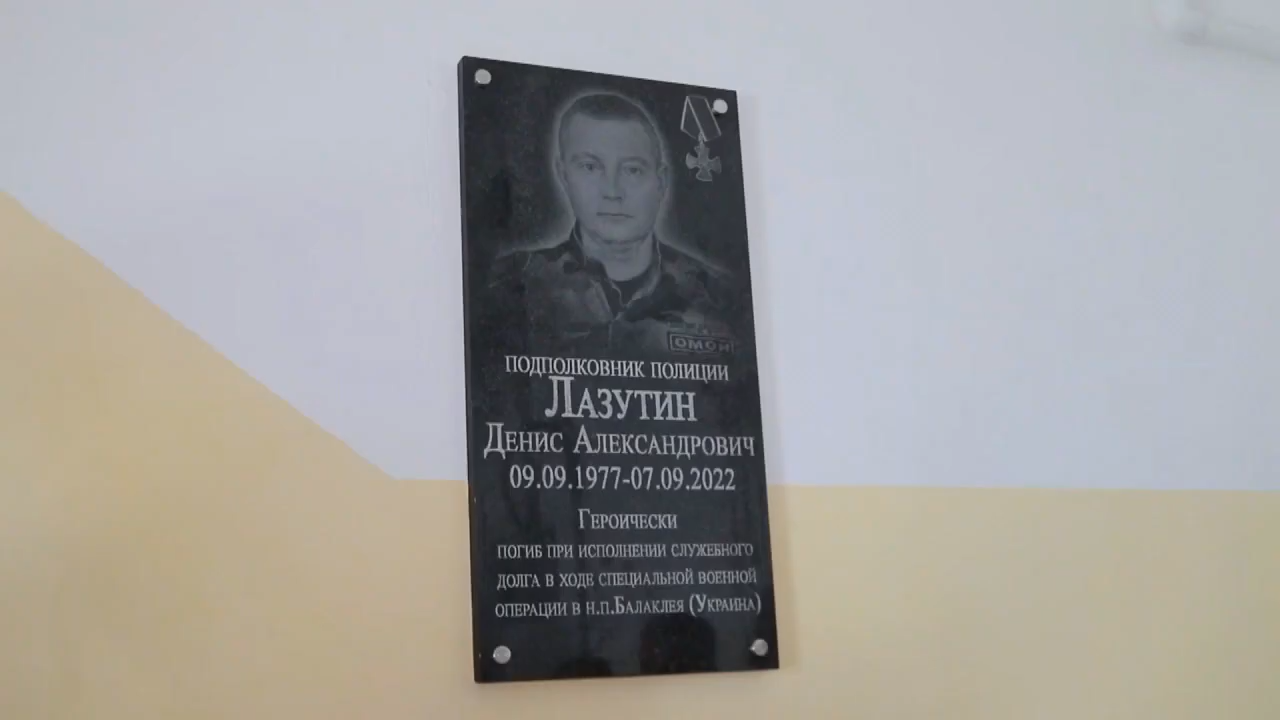 ОМОН
ПОДПОЛКОВНИК ПОЛИЦИИ
ЛАЗУТИН
ДЕНИС АЛЕКСАНДРОВИЧ
09.09.1977-07.09.2022
ГЕРОИЧЕСКИ
ПОГИБ ПРИ ИСПОЛНЕНИИ СЛУЖЕБНОГО
ДОЛГА В ХОДЕ СПЕЦИАЛЬНОЙ ВОЕННОЙ
ОПЕРАЦИИ В Н.П.БАЛАКЛЕЯ (УКРАИНА)